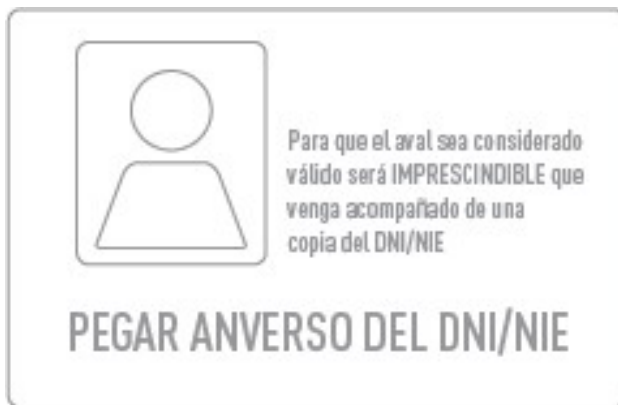 Para que el aval sea considerado
válido será IMPRESCINDIBLE que
venga acompañado de una
copia del DNI/NIE
PEGAR ANVERSO DEL DNI/NIE